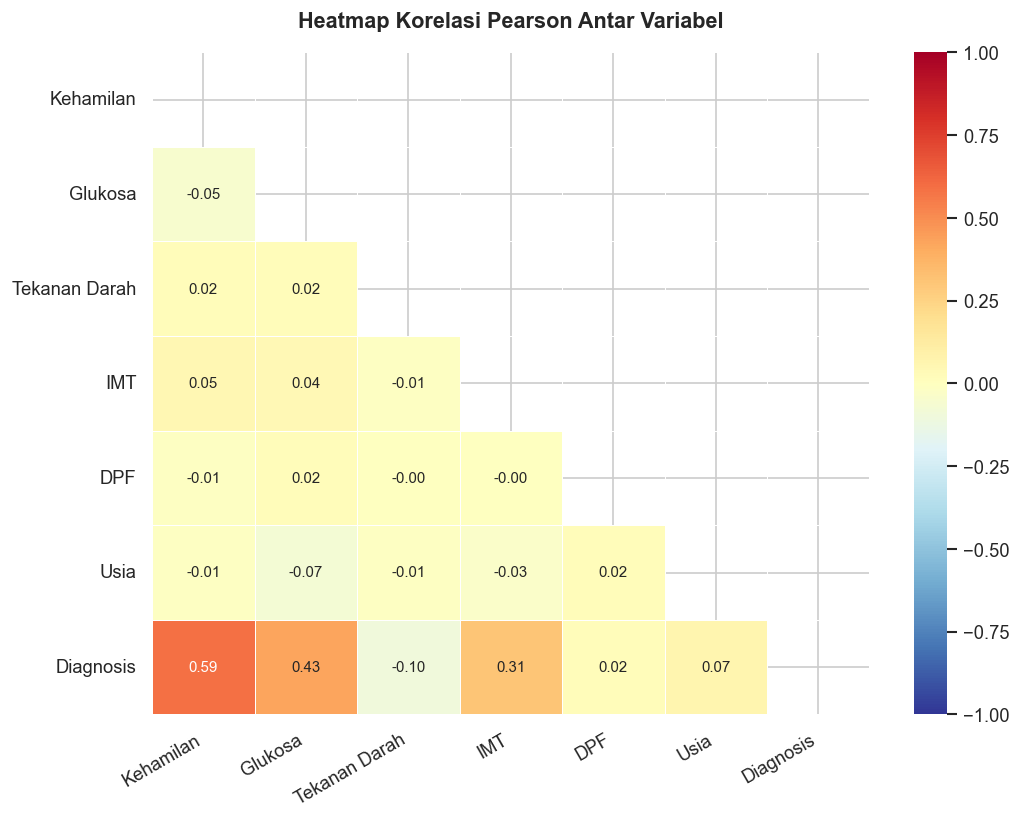 Heatmap Korelasi Pearson Antar Variabel
Kehamilan
Glukosa
-0.05
Tekanan Darah
0.02 0.02
IMT
0.05 0.04 -0.01
DPF
-0.01 0.02 -0.00 -0.00
Usia
-0.01 -0.07 -0.01 -0.03 0.02
Diagnosis
0.59 0.43 -0.10 0.31 0.02 0.07
Kehamilan
Glukosa
Tekanan Darah
IMT
DPF
Usia
Diagnosis
1.00
0.75
0.50
0.25
0.00
−0.25
−0.50
−0.75
−1.00